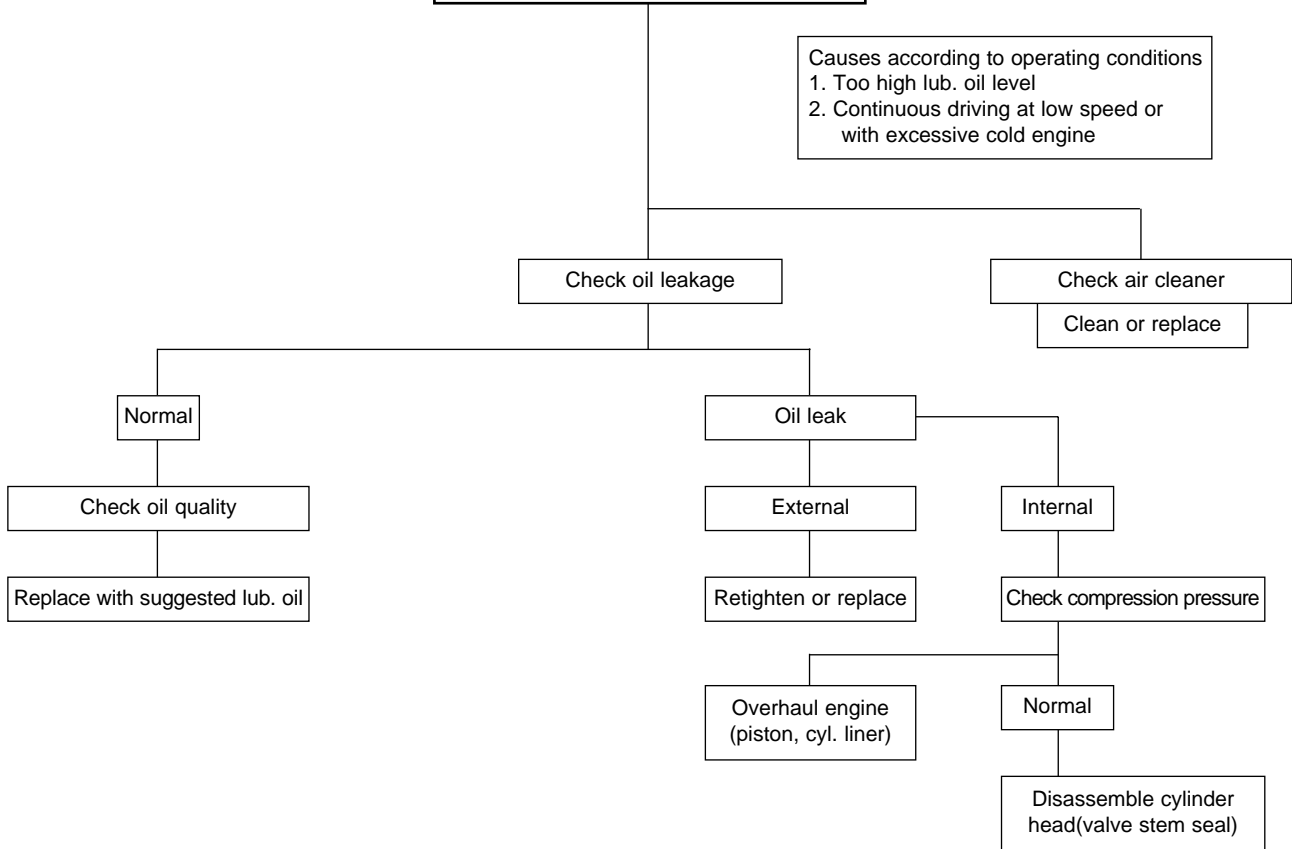 Causes according to operating conditions
1. Too high lub. oil level
2. Continuous driving at low speed or
with excessive cold engine
Check oil leakage
Check air cleaner
Clean or replace
Normal
Oil leak
Check oil quality
External
Internal
Replace with suggested lub. oil
Retighten or replace
Check compression pressure
Overhaul engine
(piston, cyl. liner)
Normal
Disassemble cylinder
head(valve stem seal)